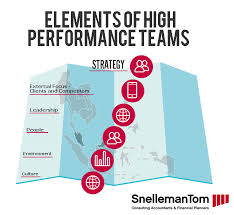 ELEMENTS OF HIGH
PERFORMANCE TEAMS
STRATEGY
External Focus -
Clients and Competitors
Leadership
People
Environment
Culture
SnellemanTom
Consulting Accountants & Financial Planners